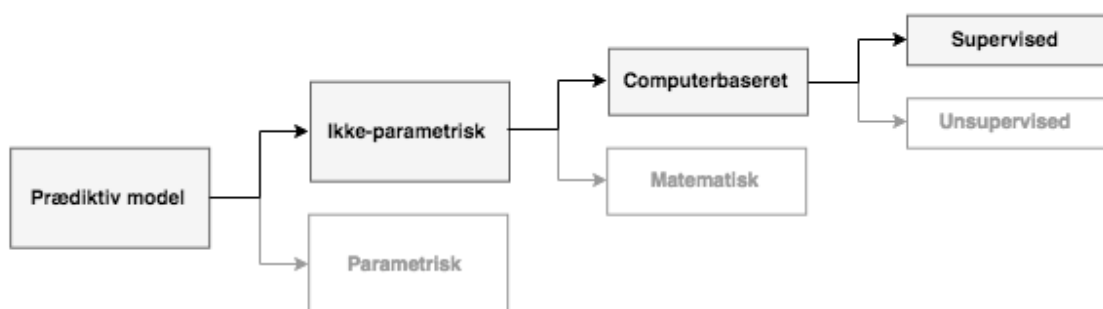 Supervised
Computerbaseret
Ikke-parametrisk
Unsupervised
Matematisk
Prædiktiv model
Parametrisk